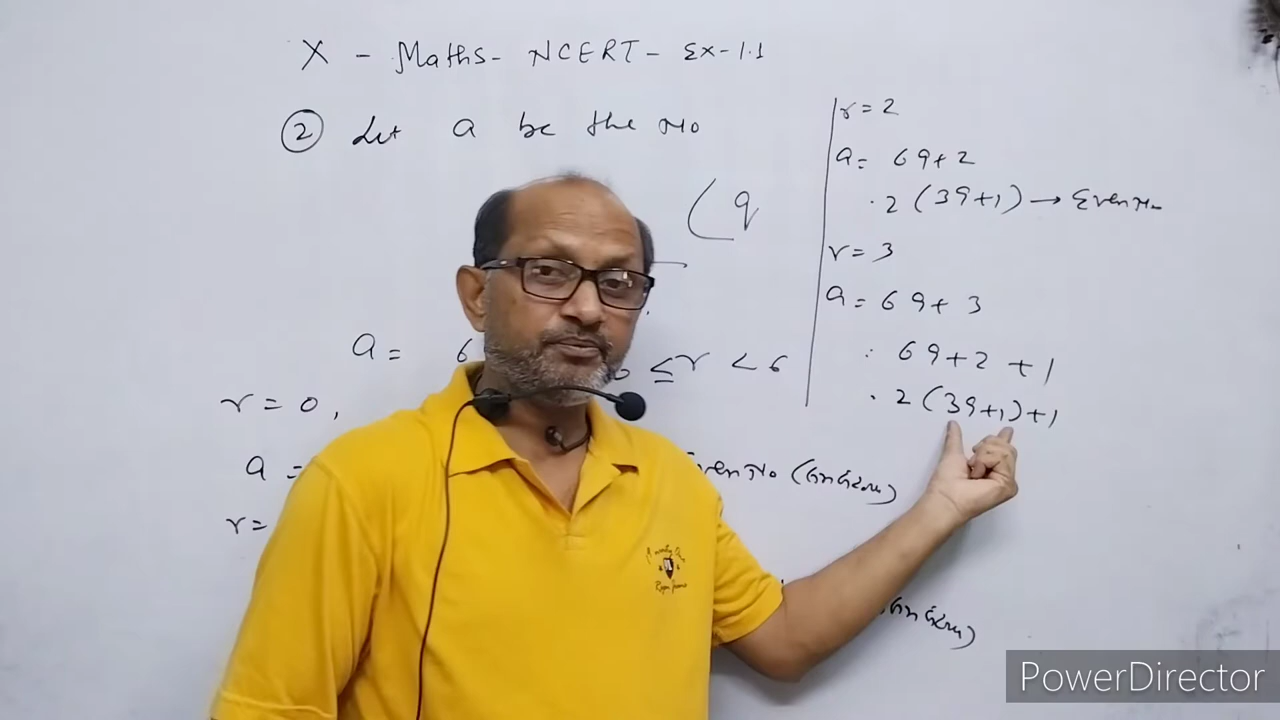 X - Maths - NCERT - Ex-1.1
② Let a be the No
(q
a = 6
≤ r < 6
r = 0,
a =
Even No
r =
r = 2
a = 6q+2
. 2 (3q+1) → Even No
r = 3
a = 6q+ 3
: 6q+2 +1
. 2 (3q+1)+1
PowerDirector